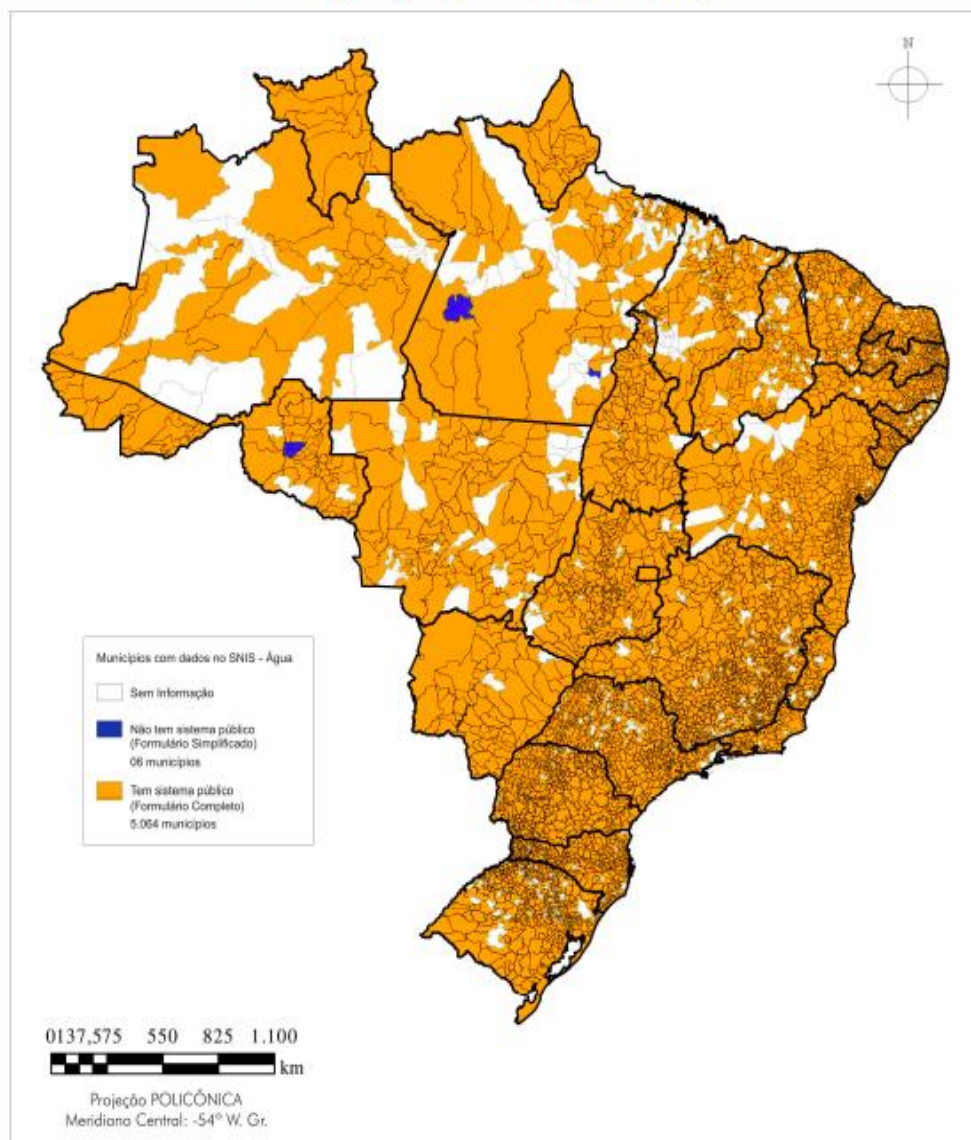 N
Municípios com dados no SNIS - Água
Sem Informação
Não tem sistema público
(Formulário Simplificado)
06 municípios
Tem sistema público
(Formulário Completo)
5.064 municípios
0137,575 550 825 1.100
km
Projeção POLICÔNICA
Meridiano Central: -54º W. Gr.